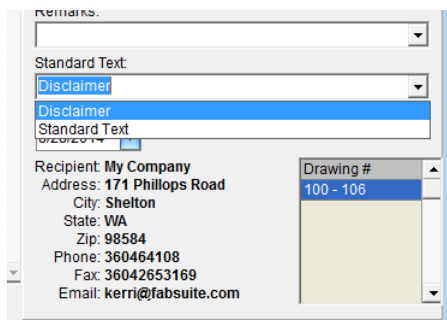 Remarks:
Standard Text:
Disclaimer
Disclaimer
Standard Text
Recipient: My Company
Address: 171 Phillops Road
City: Shelton
State: WA
Zip: 98584
Phone: 360464108
Fax: 36042653169
Email: kerri@fabsuite.com
Drawing #
100 - 106